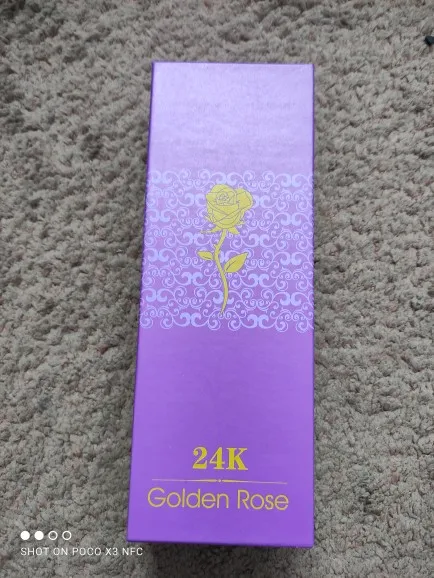 24K
Golden Rose
SHOT ON POCO X3 NFC